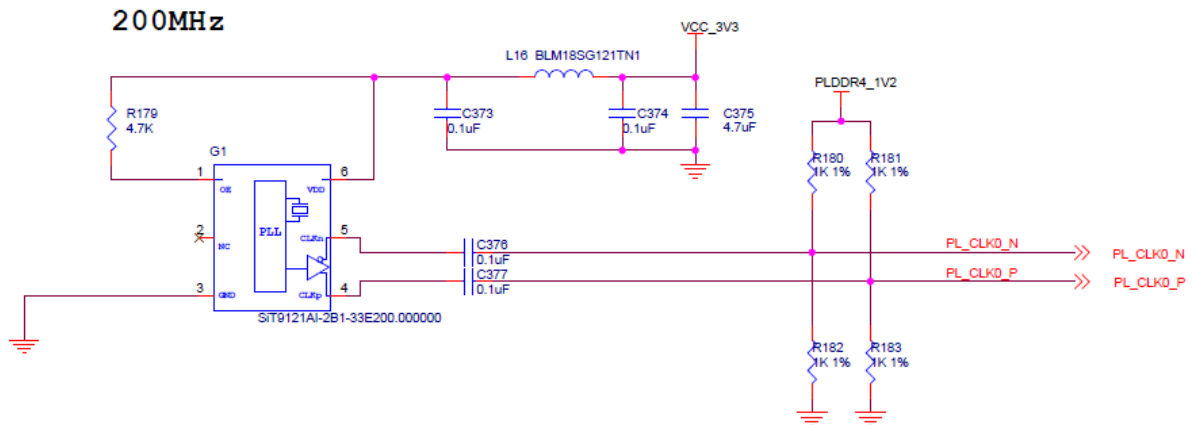 200MHz
VCC_3V3
L16 BLM18SG121TN1
PLDDR4_1V2
R179
4.7K
C373
0.1uF
C374
0.1uF
C375
4.7uF
G1
R180
1K 1%
R181
1K 1%
1
OE
VDD
6
2
NC
PLL
CLKn
5
C376
0.1uF
PL_CLK0_N
PL_CLK0_N
3
GND
CLKp
4
C377
0.1uF
PL_CLK0_P
PL_CLK0_P
SiT9121AI-2B1-33E200.000000
R182
1K 1%
R183
1K 1%